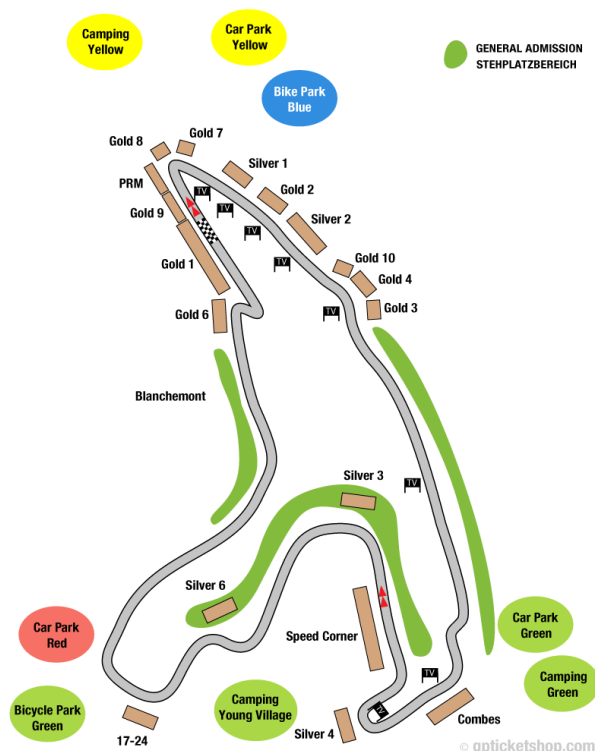 Camping
Yellow
Car Park
Yellow
GENERAL ADMISSION
STEHPLATZBEREICH
Bike Park
Blue
Gold 8
Gold 7
Silver 1
PRM
Gold 2
TV
Gold 9
Silver 2
TV
TV
Gold 1
TV
Gold 10
Gold 4
Gold 6
TV
Gold 3
Blanchemont
Silver 3
TV
Silver 6
Car Park
Red
Speed Corner
Car Park
Green
TV
Camping
Green
Bicycle Park
Green
Camping
Young Village
TV
17-24
Silver 4
Combes
© gpticketshop.com